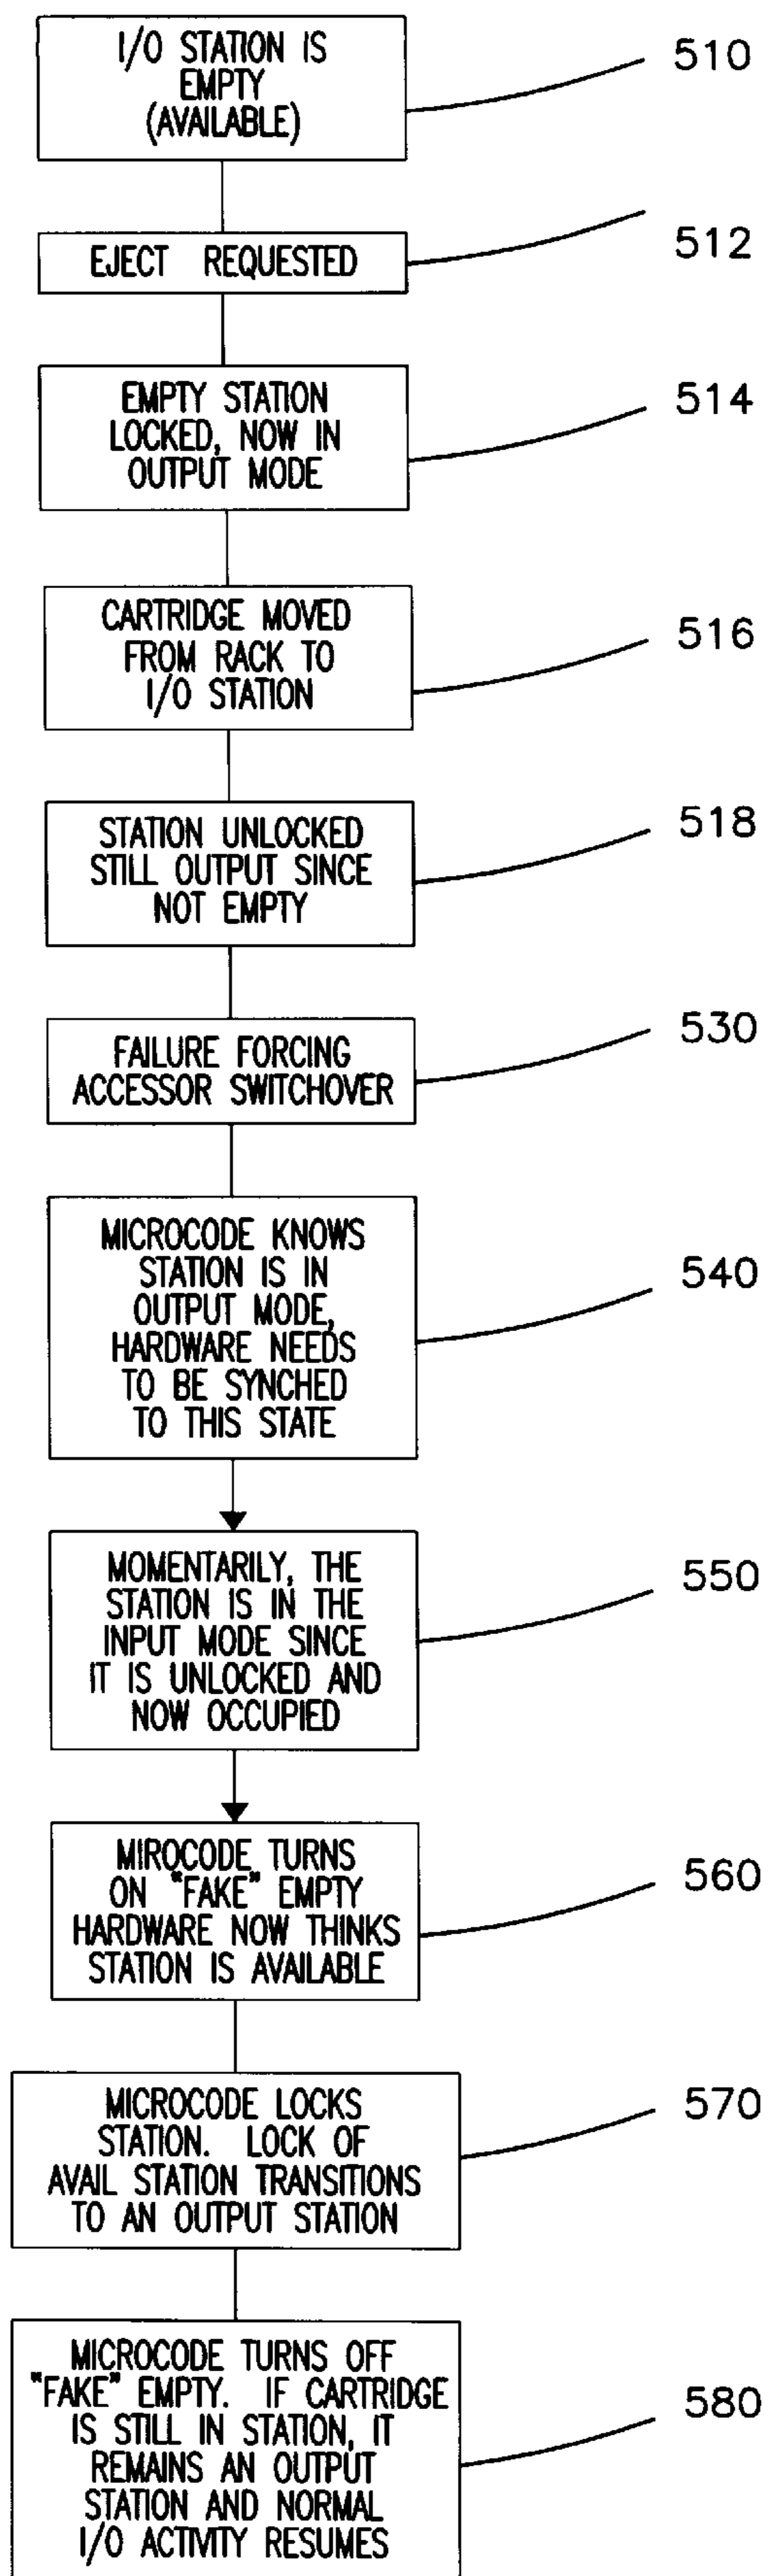 I/O STATION IS
EMPTY
(AVAILABLE)
510
EJECT REQUESTED
512
EMPTY STATION
LOCKED, NOW IN
OUTPUT MODE
514
CARTRIDGE MOVED
FROM RACK TO
I/O STATION
516
STATION UNLOCKED
STILL OUTPUT SINCE
NOT EMPTY
518
FAILURE FORCING
ACCESSOR SWITCHOVER
530
MICROCODE KNOWS
STATION IS IN
OUTPUT MODE,
HARDWARE NEEDS
TO BE SYNCHED
TO THIS STATE
540
MOMENTARILY, THE
STATION IS IN THE
INPUT MODE SINCE
IT IS UNLOCKED AND
NOW OCCUPIED
550
MIROCODE TURNS
ON "FAKE" EMPTY
HARDWARE NOW THINKS
STATION IS AVAILABLE
560
MICROCODE LOCKS
STATION. LOCK OF
AVAIL STATION TRANSITIONS
TO AN OUTPUT STATION
570
MICROCODE TURNS OFF
"FAKE" EMPTY. IF CARTRIDGE
IS STILL IN STATION, IT
REMAINS AN OUTPUT
STATION AND NORMAL
I/O ACTIVITY RESUMES
580